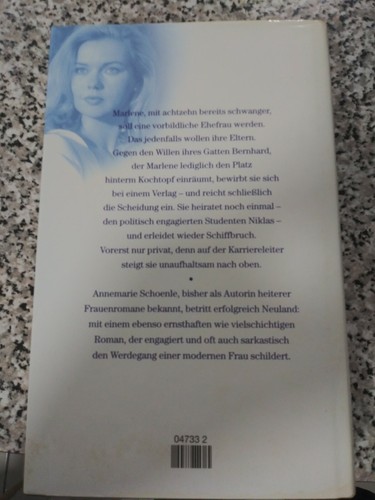 Marlene, mit achtzehn bereits schwanger,
soll eine vorbildliche Ehefrau werden.
Das jedenfalls wollen ihre Eltern.
Gegen den Willen ihres Gatten Bernhard,
der Marlene lediglich den Platz
hinterm Kochtopf einräumt, bewirbt sie sich
bei einem Verlag – und reicht schließlich
die Scheidung ein. Sie heiratet noch einmal –
den politisch engagierten Studenten Niklas –
und erleidet wieder Schiffbruch.
Vorerst nur privat, denn auf der Karriereleiter
steigt sie unaufhaltsam nach oben.
•
Annemarie Schoenle, bisher als Autorin heiterer
Frauenromane bekannt, betritt erfolgreich Neuland:
mit einem ebenso ernsthaften wie vielschichtigen
Roman, der engagiert und oft auch sarkastisch
den Werdegang einer modernen Frau schildert.
04733 2